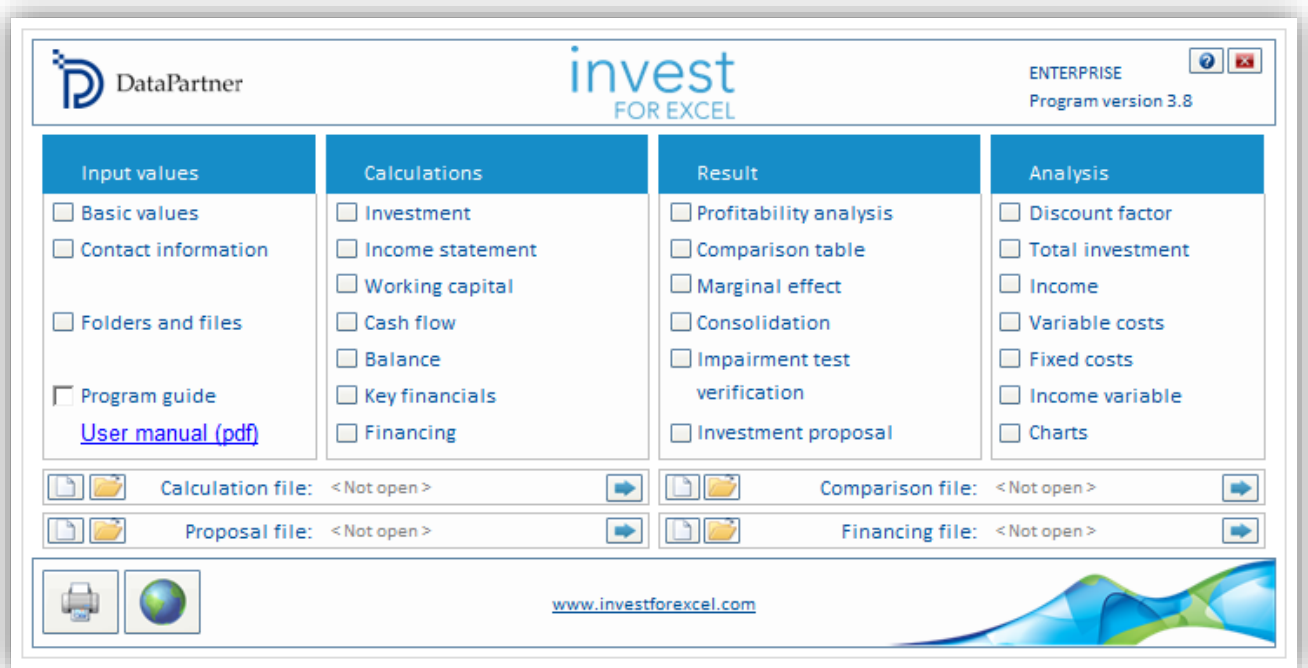 DataPartner
invest
FOR EXCEL
ENTERPRISE
Program version 3.8
Input values
Basic values
Contact information
Folders and files
Program guide
User manual (pdf)
Calculations
Investment
Income statement
Working capital
Cash flow
Balance
Key financials
Financing
Result
Profitability analysis
Comparison table
Marginal effect
Consolidation
Impairment test
verification
Investment proposal
Analysis
Discount factor
Total investment
Income
Variable costs
Fixed costs
Income variable
Charts
Calculation file: < Not open >
Comparison file: < Not open >
Proposal file: < Not open >
Financing file: < Not open >
www.investforexcel.com